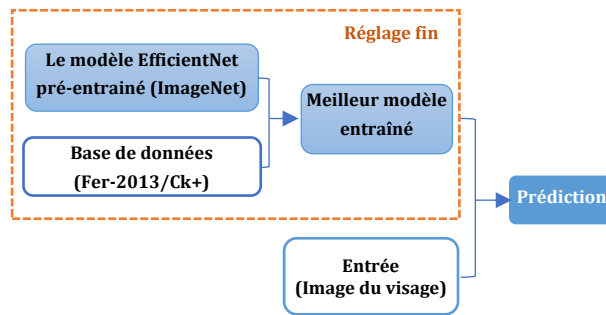 Réglage fin
Le modèle EfficientNet
pré-entrainé (ImageNet)
Meilleur modèle
entraîné
Base de données
(Fer-2013/Ck+)
Prédiction
Entrée
(Image du visage)